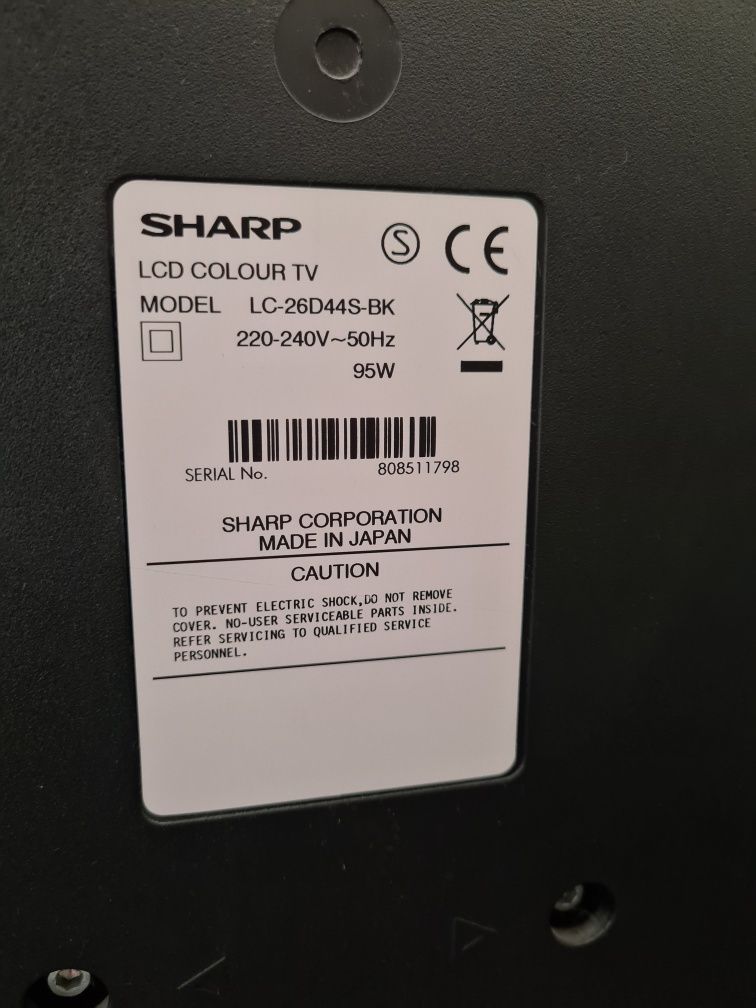 SHARP
S CE
LCD COLOUR TV
MODEL LC-26D44S-BK
220-240V~50Hz
95W
SERIAL No. 808511798
SHARP CORPORATION
MADE IN JAPAN
CAUTION
TO PREVENT ELECTRIC SHOCK,DO NOT REMOVE
COVER. NO-USER SERVICEABLE PARTS INSIDE.
REFER SERVICING TO QUALIFIED SERVICE
PERSONNEL.